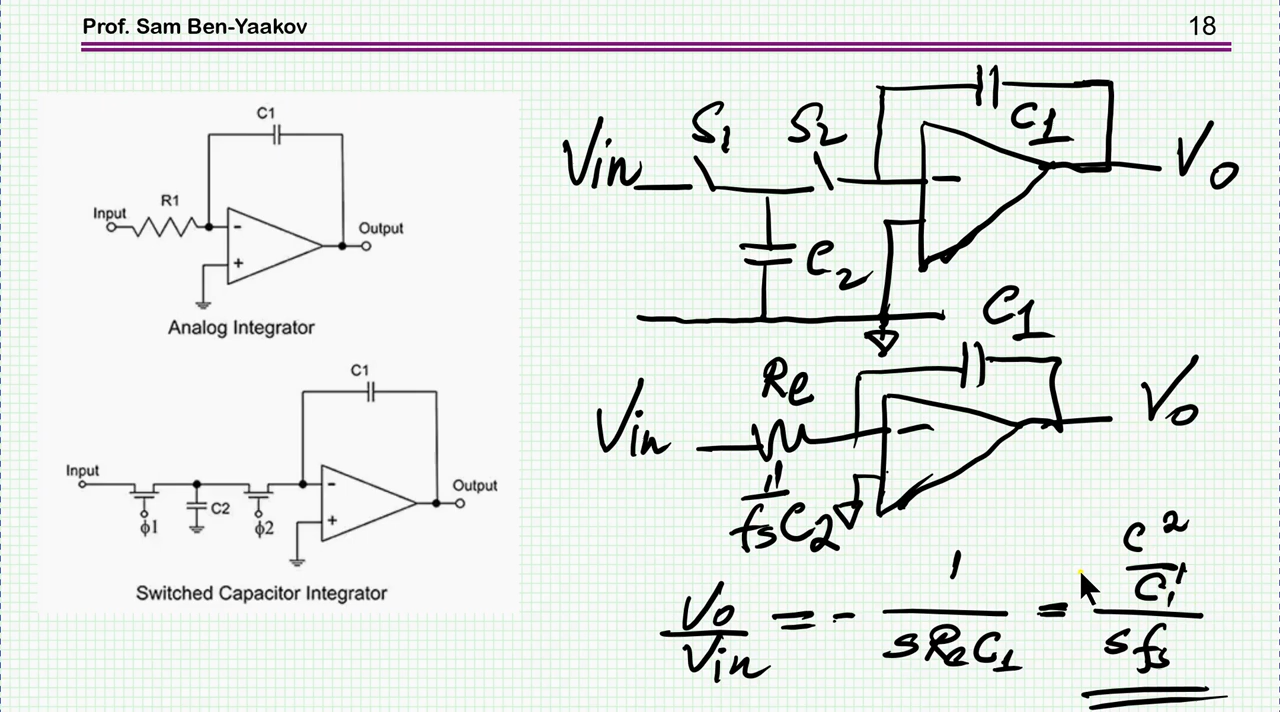 Prof. Sam Ben-Yaakov
18
C1
R1
Input
-
+
Output
Analog Integrator
C1
Input
C2
ϕ1
ϕ2
-
+
Output
Switched Capacitor Integrator
Vin S1 S2 C1 Vo
C2
Vin Re C1 Vo
1/fsC2
Vo/Vin = - 1/sReC1 = C2/C1/sfs